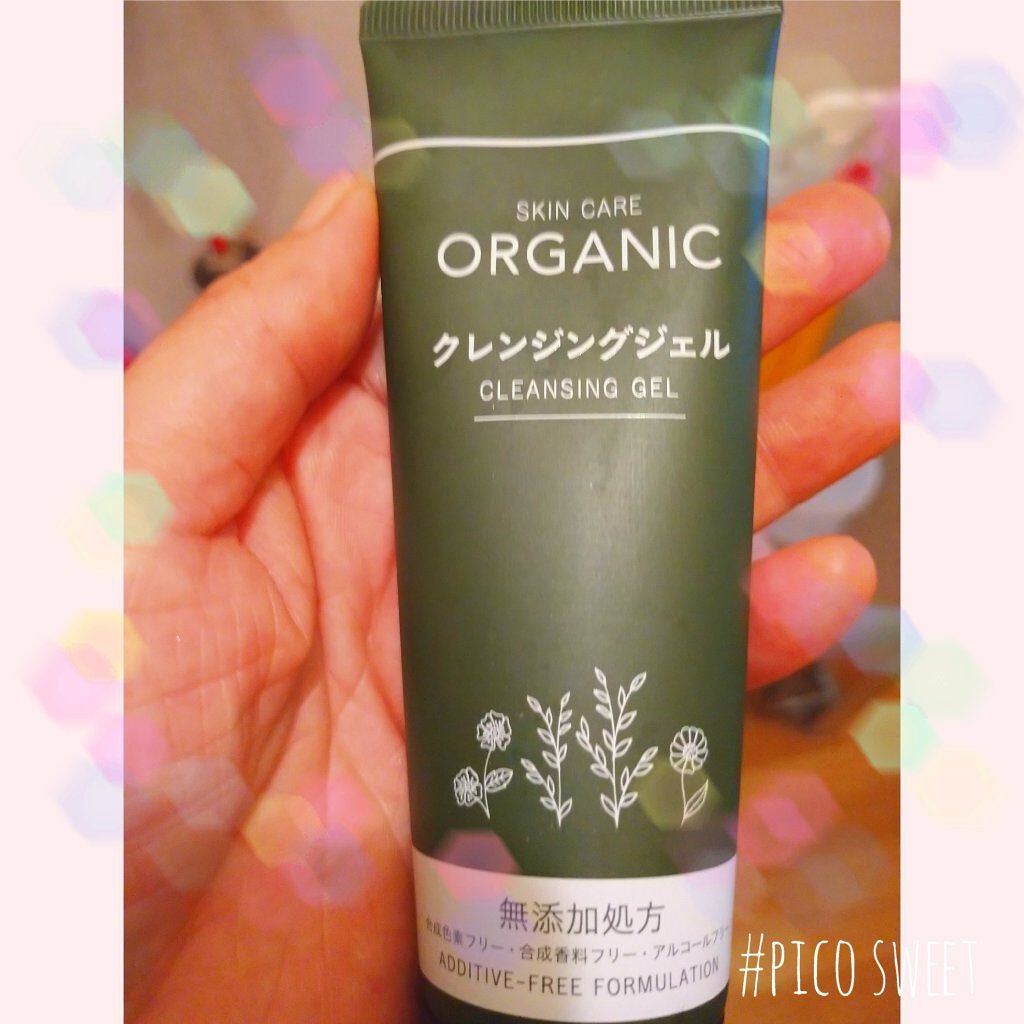 SKIN CARE
ORGANIC
クレンジングジェル
CLEANSING GEL
無添加処方
合成色素フリー・合成香料フリー・アルコールフリー
ADDITIVE-FREE FORMULATION
#PICO SWEET